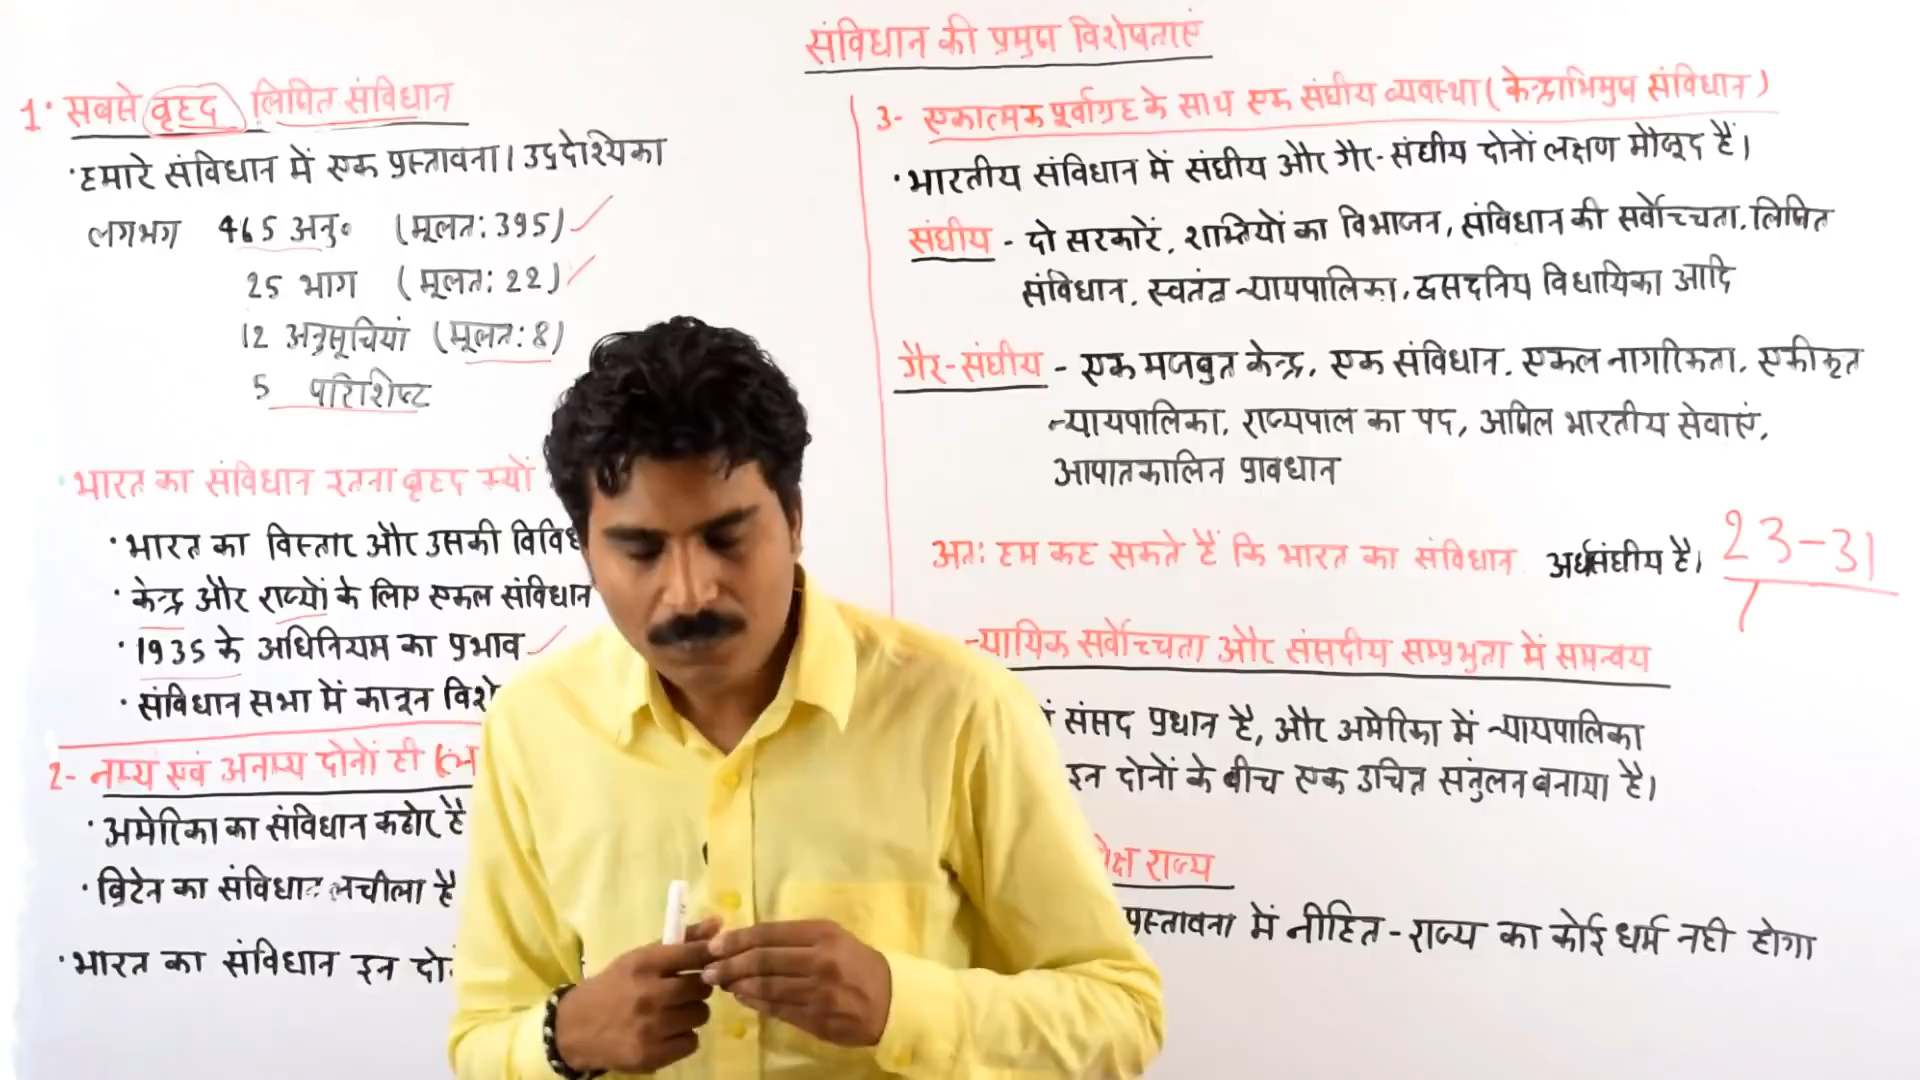 संविधान की प्रमुख विशेषताएं
1. सबसे वृहद लिखित संविधान
·हमारे संविधान में एक प्रस्तावना। उद्देश्यिका
लगभग 465 अनु० (मूलत: 395)
25 भाग (मूलत: 22)
12 अनुसूचियां (मूलत: 8)
5 परिशिष्ट
·भारत का संविधान इतना वृहद क्यों
·भारत का विस्तार और उसकी
·केन्द्र और राज्यों के लिए एकल संविधान
·1935 के अधिनियम का प्रभाव
·संविधान सभा में कानून
2- नम्य एवं अनम्य दोनों ही
·अमेरिका का संविधान कठोर है
·ब्रिटेन का संविधान लचीला है
·भारत का संविधान इन
3- एकात्मक पूर्वाग्रह के साथ एक संघीय व्यवस्था (केन्द्राभिमुख संविधान)
·भारतीय संविधान में संघीय और गैर-संघीय दोनों लक्षण मौजूद हैं।
संघीय - दो सरकारें, शक्तियों का विभाजन, संविधान की सर्वोच्चता, लिखित
संविधान, स्वतंत्र न्यायपालिका, द्वसदनिय विधायिका आदि
गैर-संघीय - एक मजबुत केन्द्र, एक संविधान, एकल नागरिकता, एकीकृत
न्यायपालिका, राज्यपाल का पद, अखिल भारतीय सेवाएं,
आपातकालिन प्रावधान
अत: हम कह सकते हैं कि भारत का संविधान अर्धसंघीय है। 23-31
न्यायिक सर्वोच्चता और संसदीय सम्प्रभुता में समन्वय
संसद प्रधान है, और अमेरिका में न्यायपालिका
इन दोनों के बीच एक उचित सतुंलन बनाया है।
राज्य
प्रस्तावना में नीहित - राज्य का कोई धर्म नही होगा